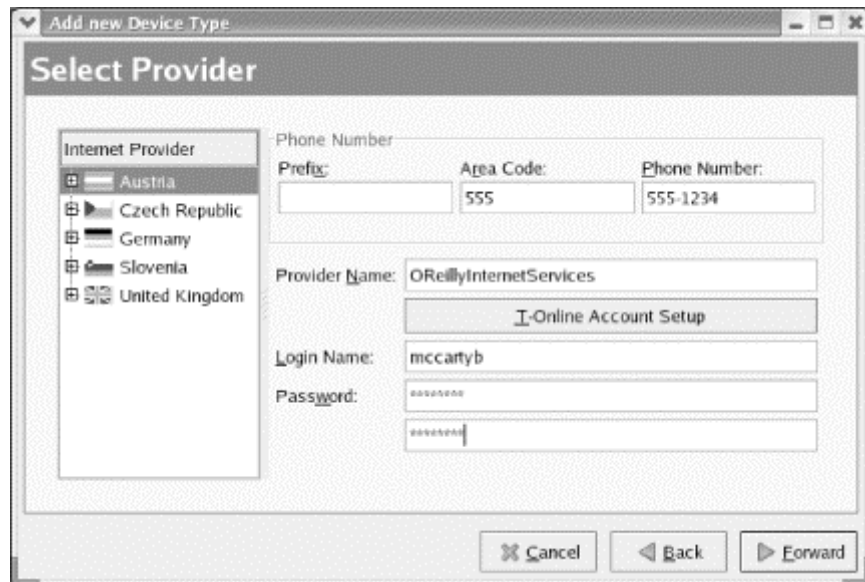 Add new Device Type
Select Provider
Internet Provider
Austria
Czech Republic
Germany
Slovenia
United Kingdom
Phone Number
Prefix: Area Code: Phone Number:
555 555-1234
Provider Name: OReillyInternetServices
T-Online Account Setup
Login Name: mccartyb
Password: ********
********
Cancel Back Forward